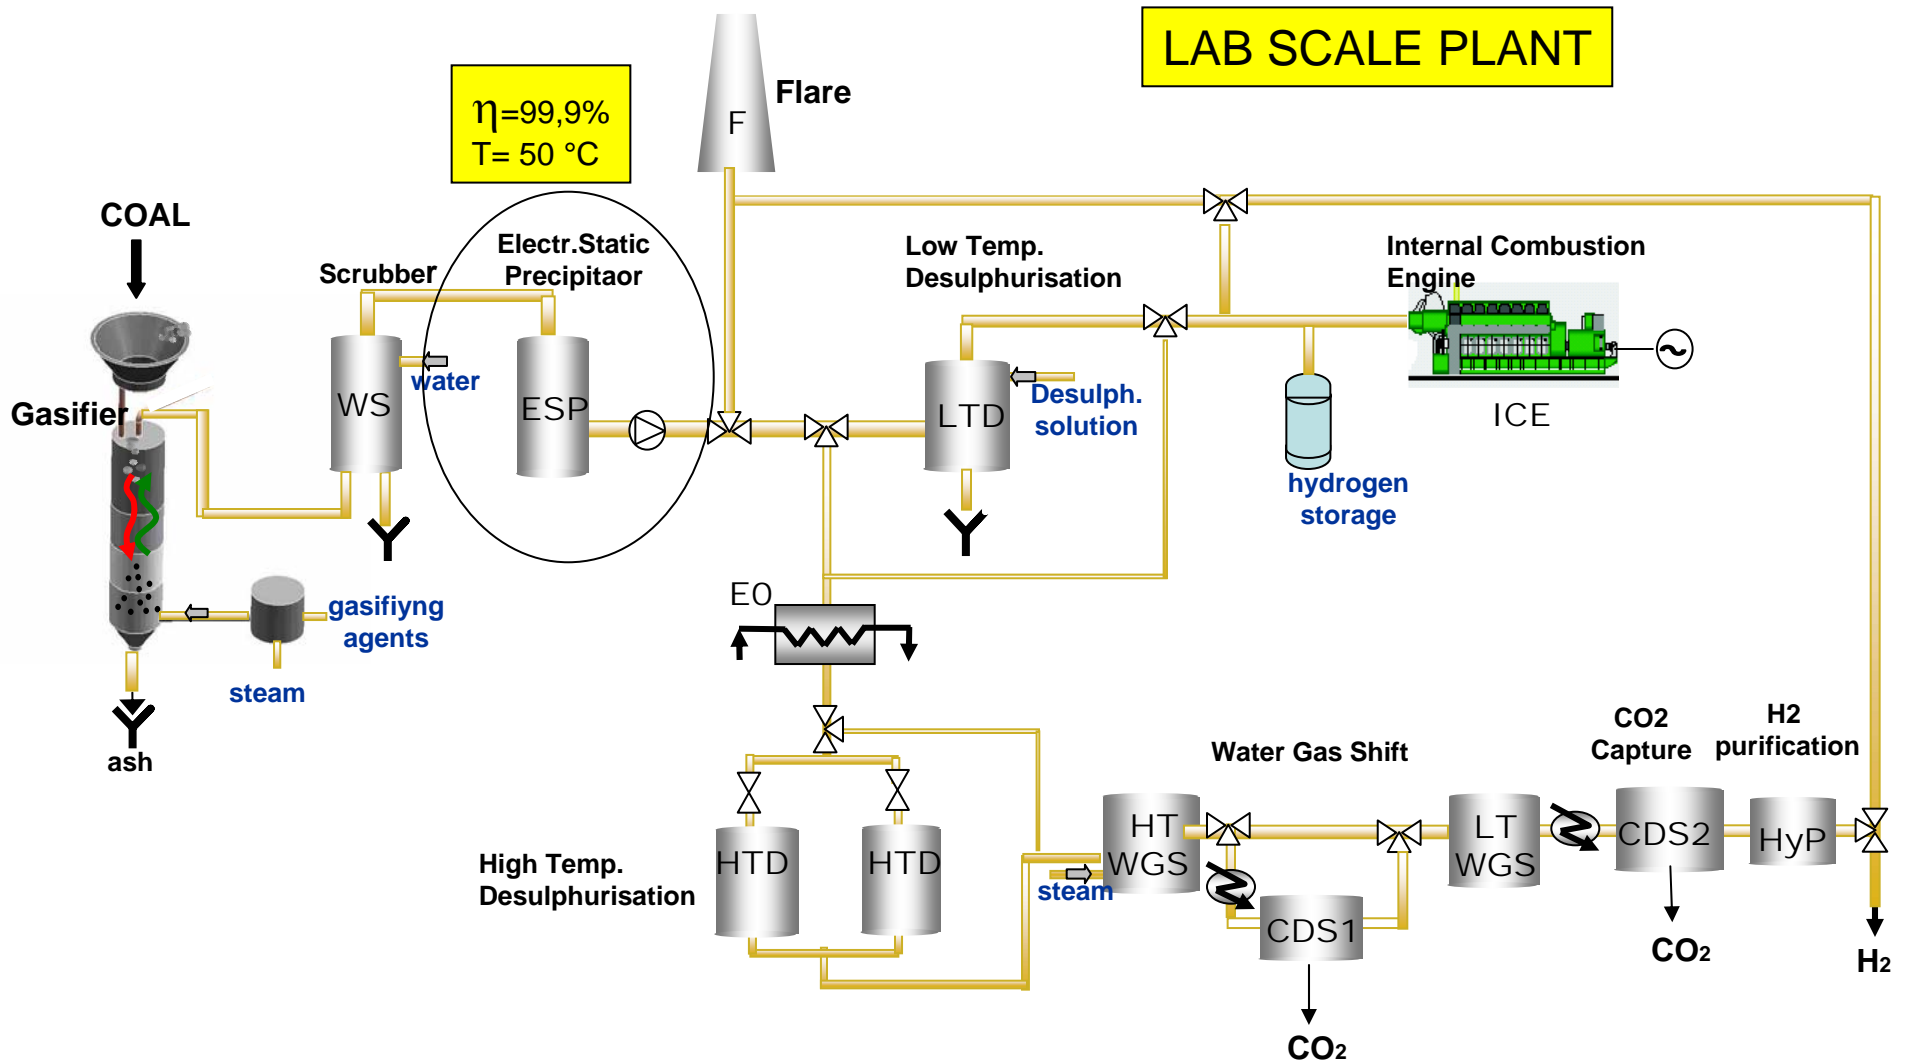 LAB SCALE PLANT
η=99,9%
T= 50 °C
Flare
F
COAL
Electr.Static
Precipitaor
Scrubber
Low Temp.
Desulphurisation
Internal Combustion
Engine
Gasifier
WS
water
ESP
LTD
Desulph.
solution
ICE
hydrogen
storage
E0
gasifiyng
agents
steam
ash
CO2
Capture
H2
purification
Water Gas Shift
High Temp.
Desulphurisation
HTD
HTD
steam
HT
WGS
LT
WGS
CDS2
HyP
CDS1
CO2
H2
CO2